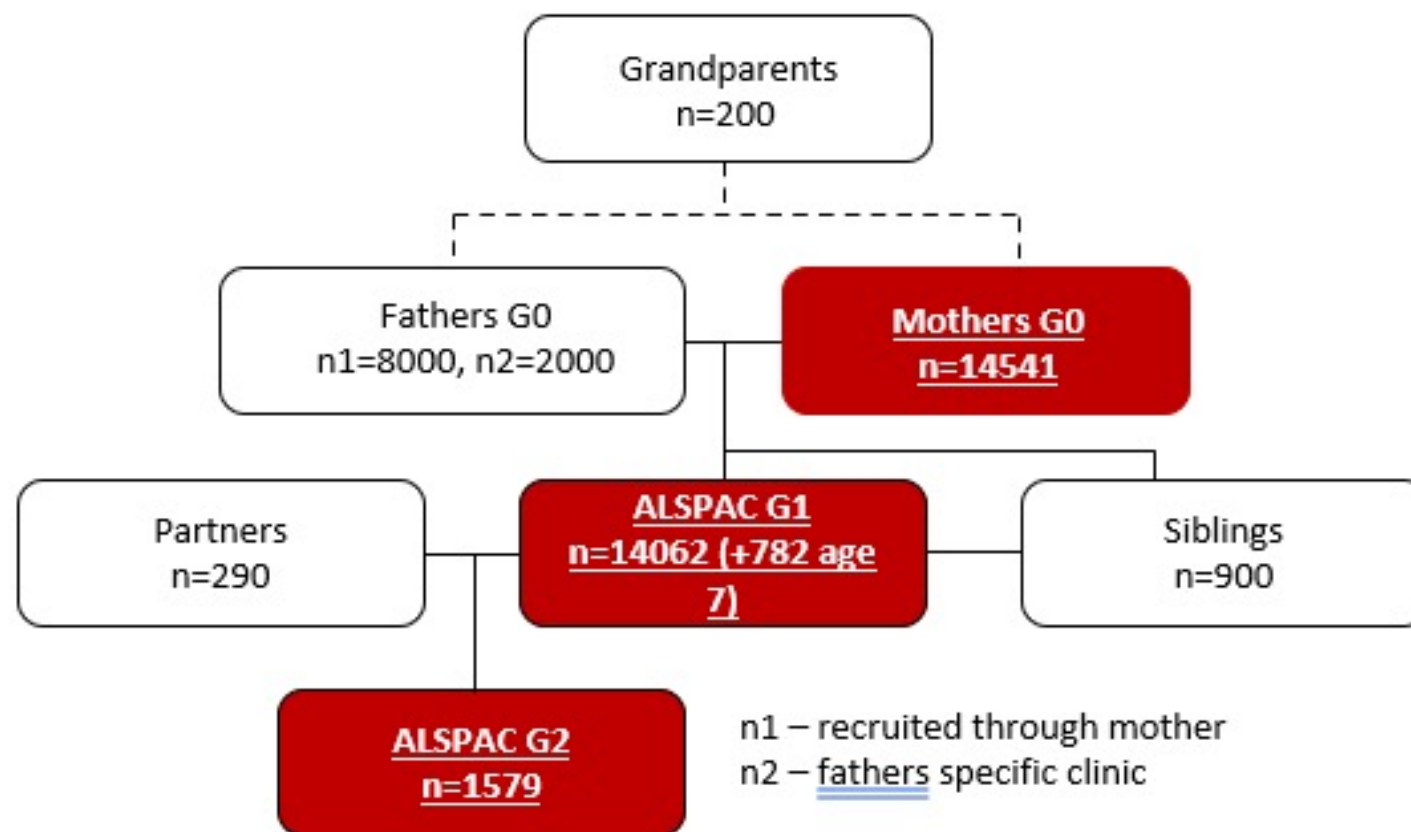 Grandparents
n=200
Fathers G0
n1=8000, n2=2000
Mothers G0
n=14541
Partners
n=290
ALSPAC G1
n=14062 (+782 age
7)
Siblings
n=900
ALSPAC G2
n=1579
n1 – recruited through mother
n2 – fathers specific clinic